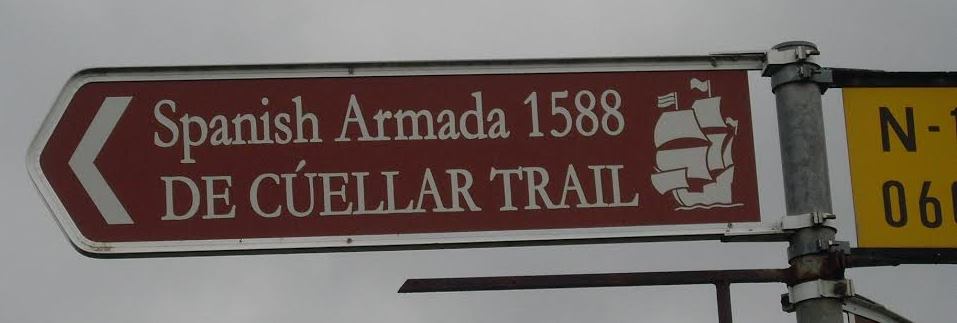 Spanish Armada 1588
DE CÚELLAR TRAIL